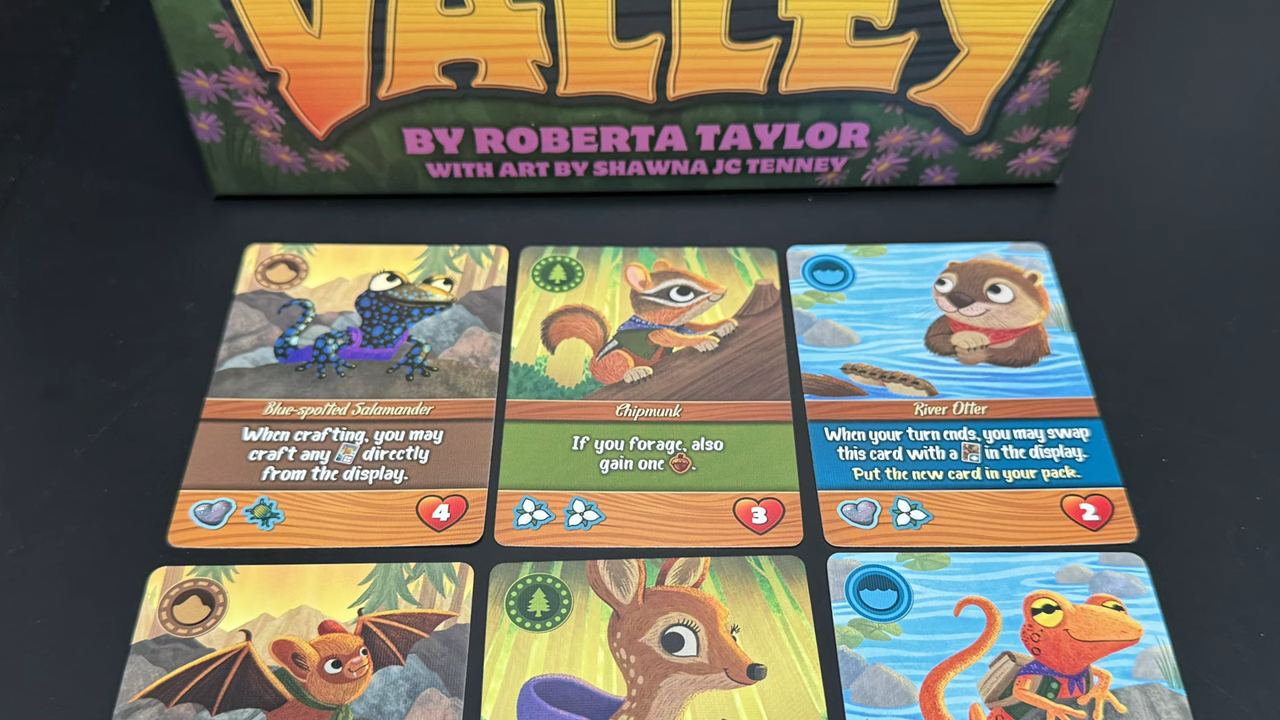 VALLEY
BY ROBERTA TAYLOR
WITH ART BY SHAWNA JC TENNEY
Blue-spotted Salamander
When crafting, you may
craft any directly
from the display.
4
Chipmunk
If you forage, also
gain one .
3
River Otter
When your turn ends, you may swap
this card with a in the display.
Put the new card in your pack.
2